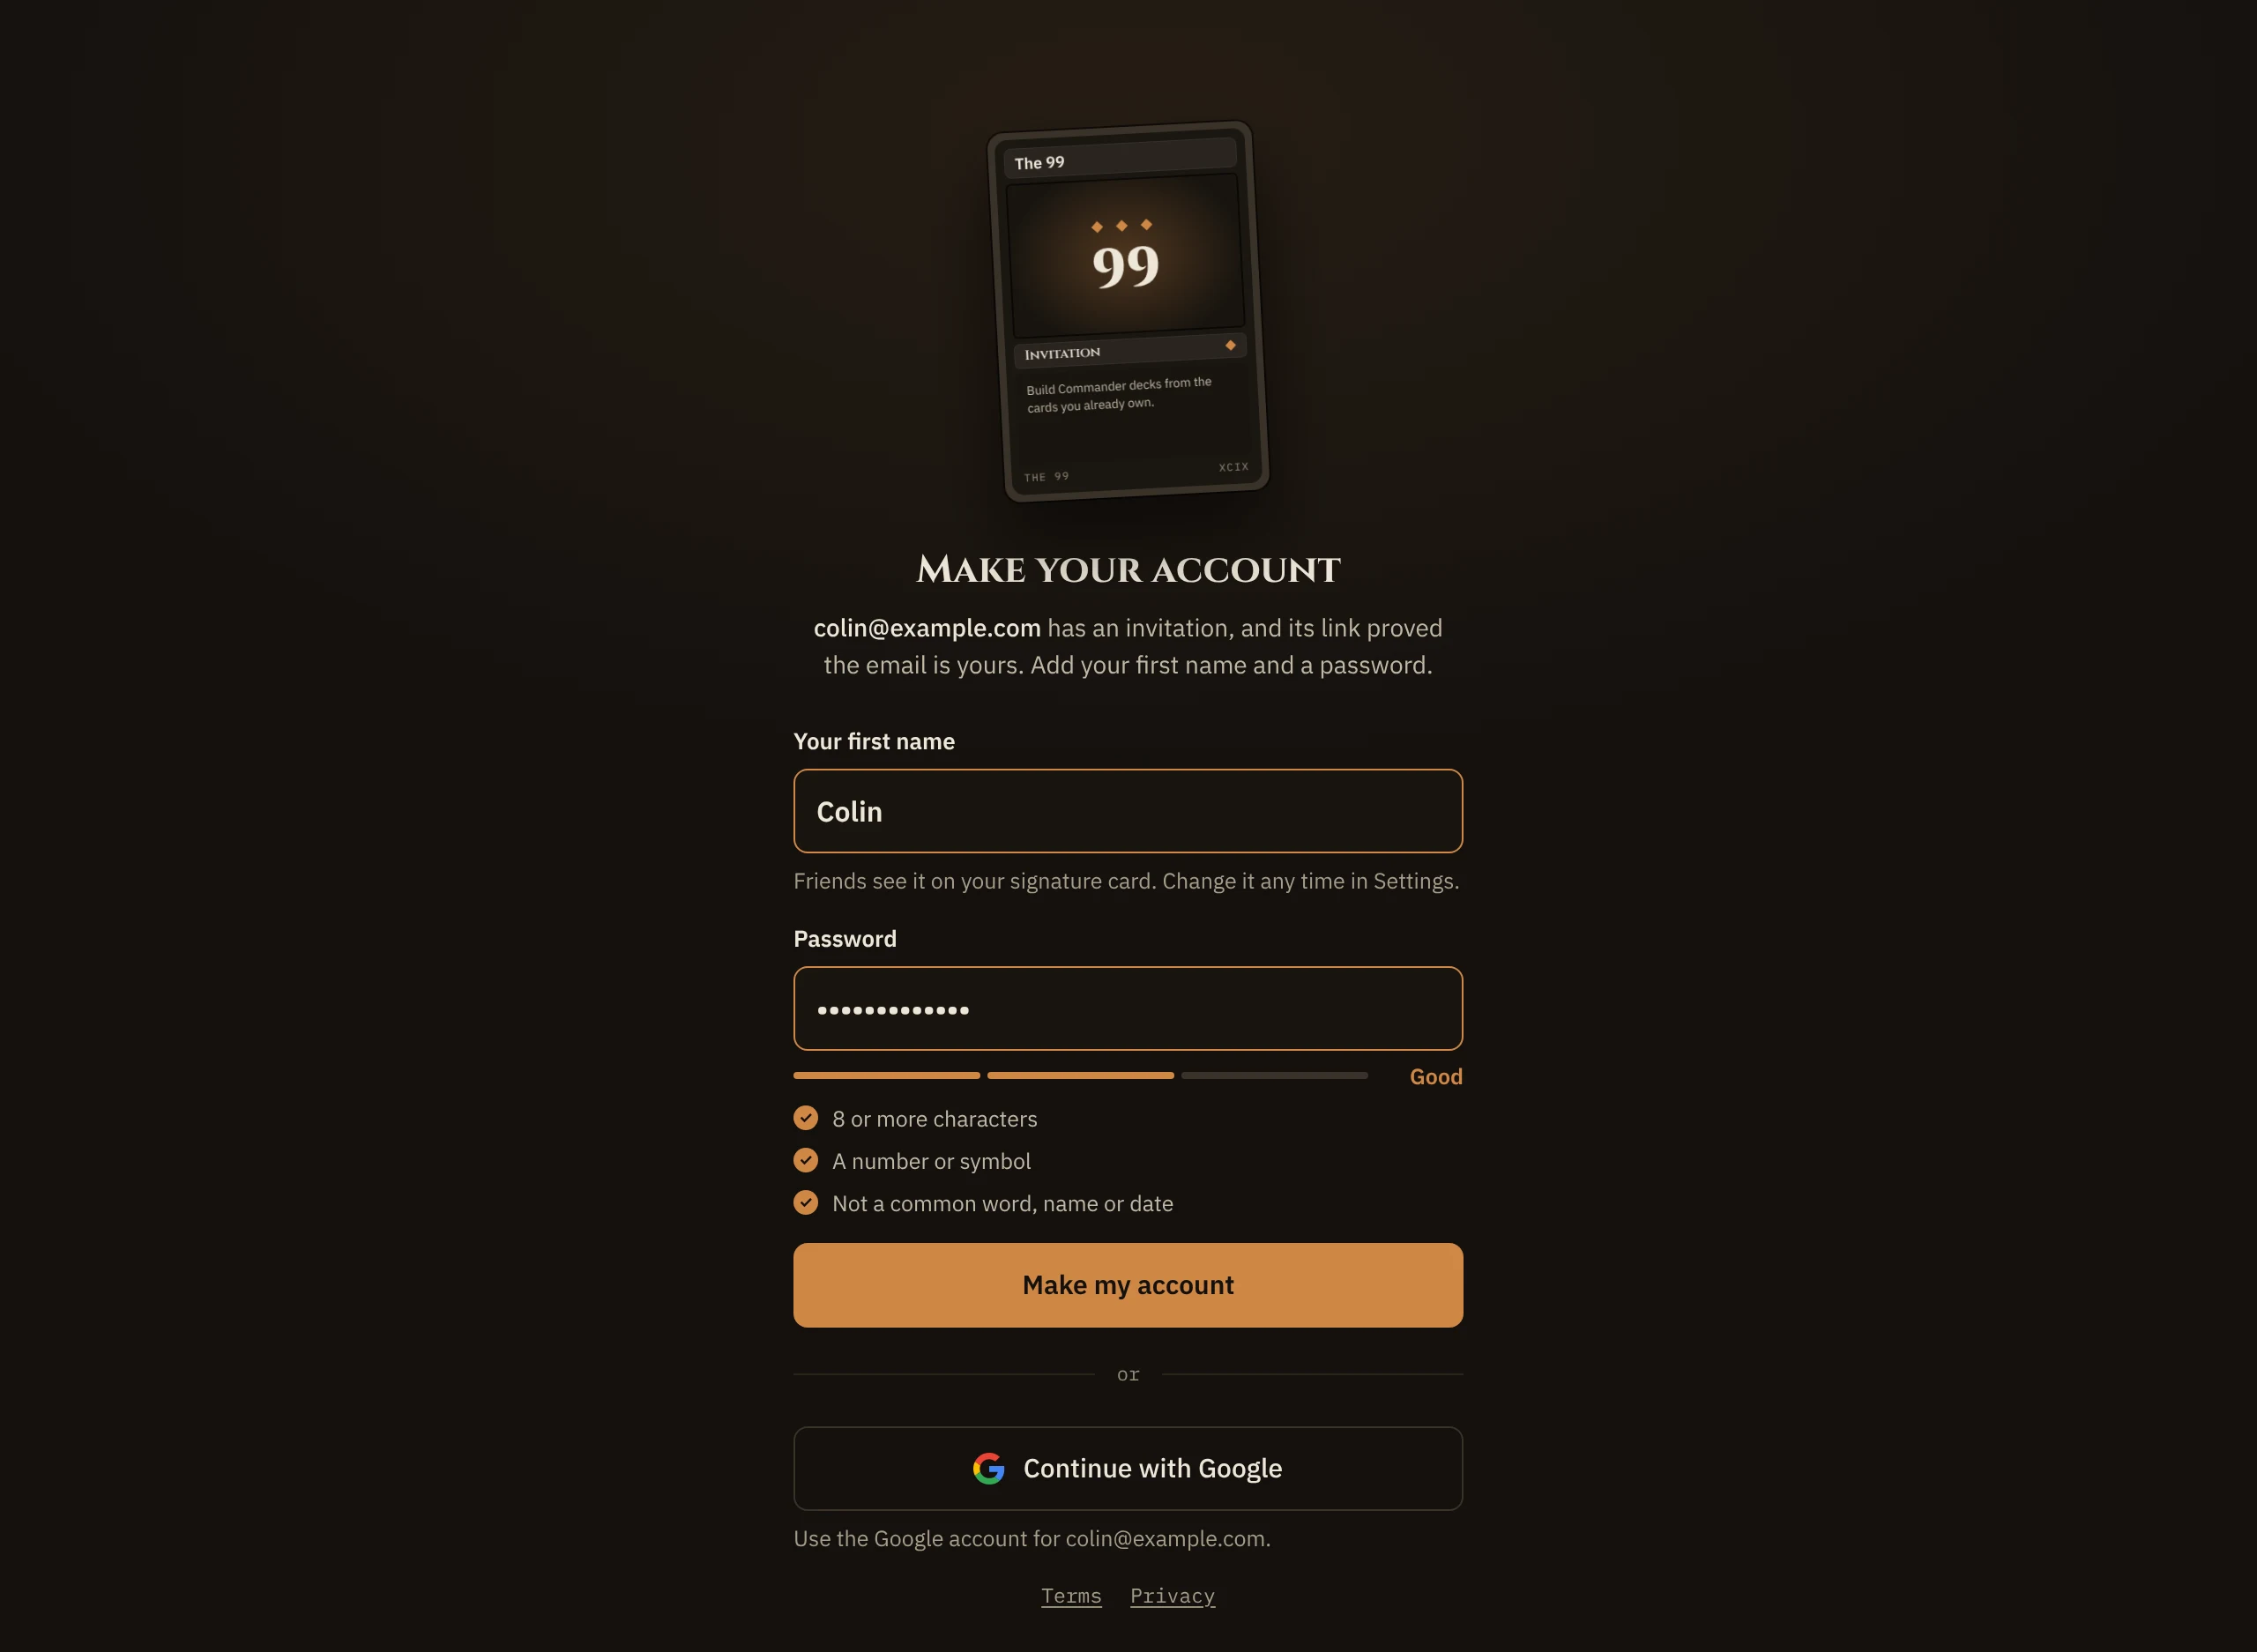 The 99
99
Invitation
Build Commander decks from the
cards you already own.
THE 99 XCIX
Make your account
colin@example.com has an invitation, and its link proved
the email is yours. Add your first name and a password.
Your first name
Colin
Friends see it on your signature card. Change it any time in Settings.
Password
•••••••••••••
Good
8 or more characters
A number or symbol
Not a common word, name or date
Make my account
or
Continue with Google
Use the Google account for colin@example.com.
Terms Privacy